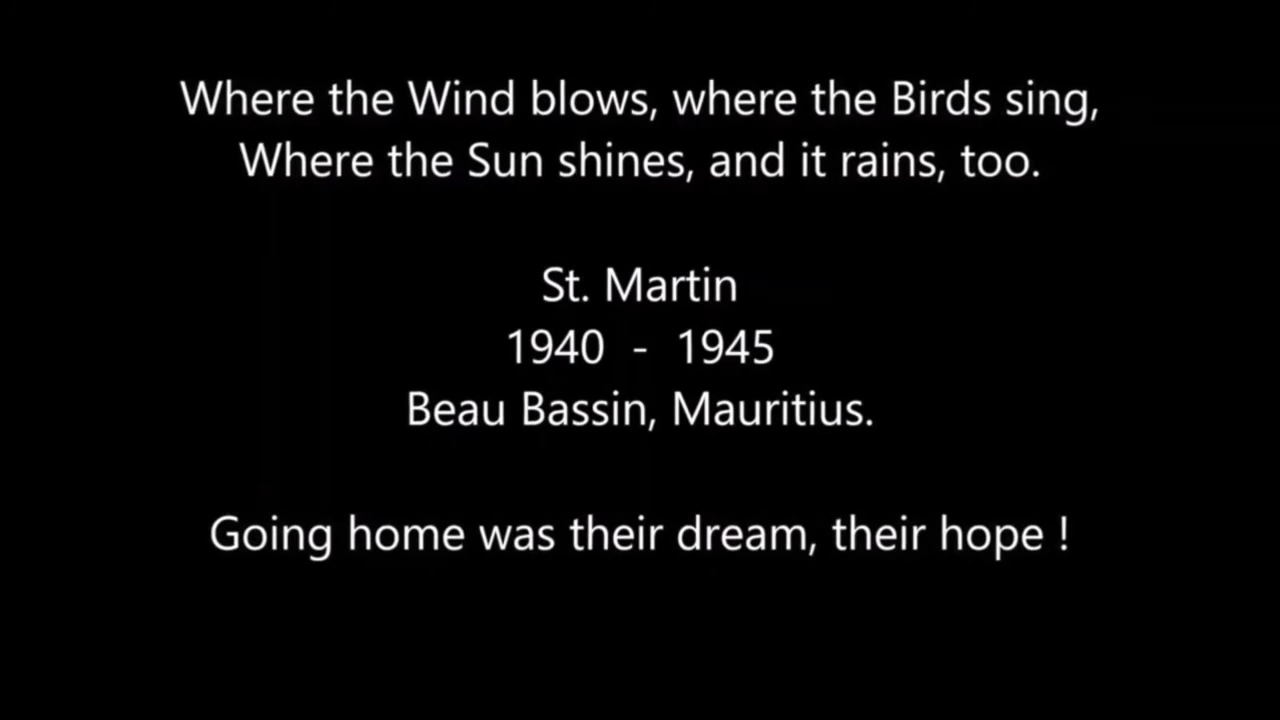 Where the Wind blows, where the Birds sing,
Where the Sun shines, and it rains, too.
St. Martin
1940 - 1945
Beau Bassin, Mauritius.
Going home was their dream, their hope !